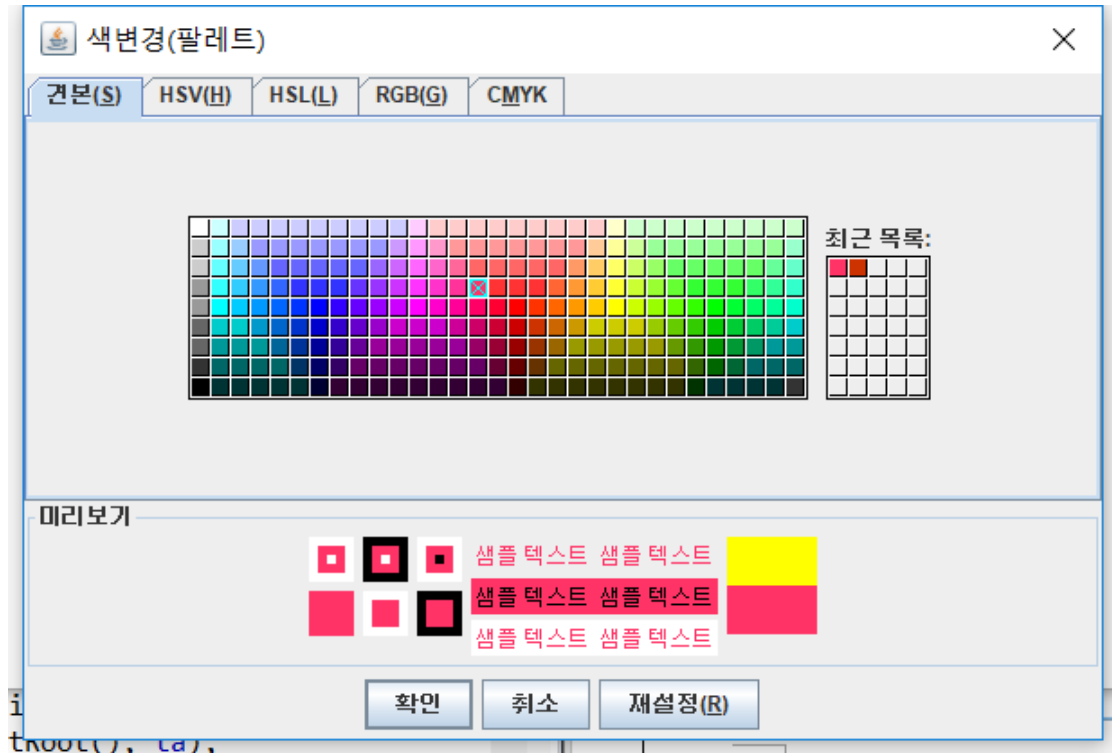 색변경(팔레트)
견본(S) HSV(H) HSL(L) RGB(G) CMYK
최근 목록:
미리 보기
샘플 텍스트 샘플 텍스트
샘플 텍스트 샘플 텍스트
샘플 텍스트 샘플 텍스트
확인 취소 재설정(R)
i
tRoot(), ta),